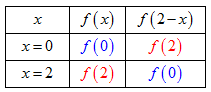 x f(x) f(2−x)
x=0 f(0) f(2)
x=2 f(2) f(0)